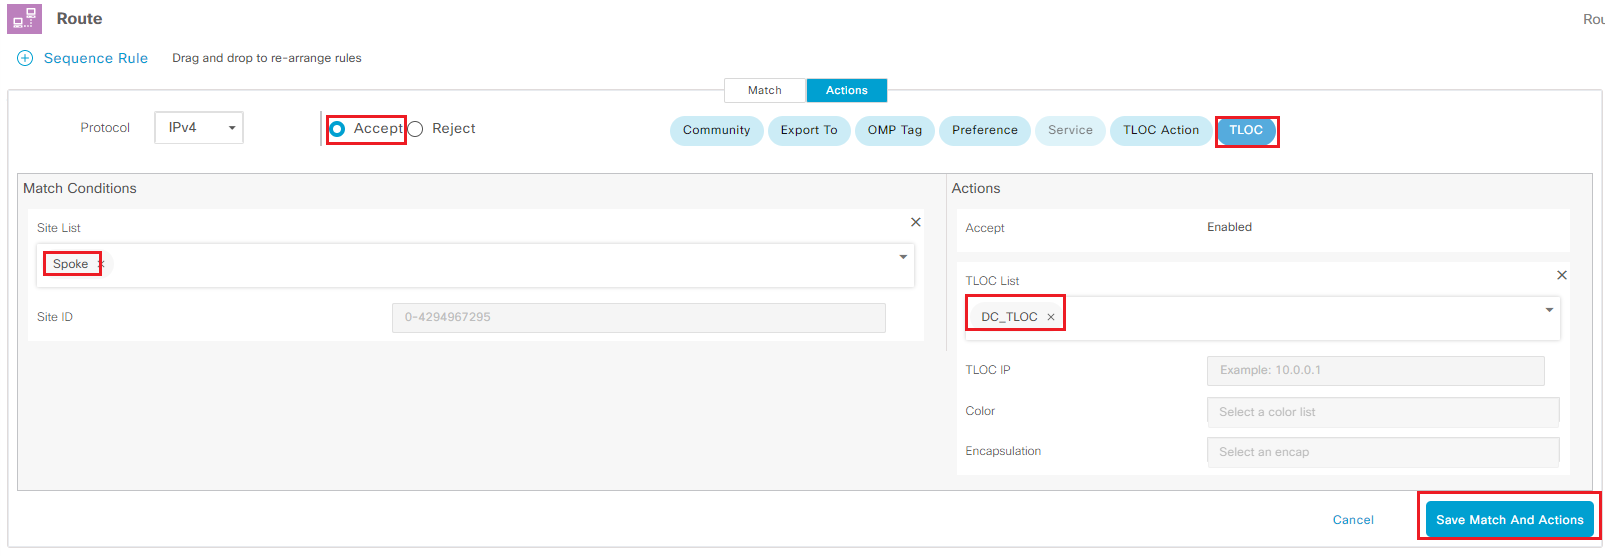 Route
Rou
Sequence Rule Drag and drop to re-arrange rules
Match Actions
Protocol IPv4 Accept Reject Community Export To OMP Tag Preference Service TLOC Action TLOC
Match Conditions
Site List
Spoke ×
Site ID 0-4294967295
Actions
Accept Enabled
TLOC List
DC_TLOC ×
TLOC IP Example: 10.0.0.1
Color Select a color list
Encapsulation Select an encap
Cancel Save Match And Actions